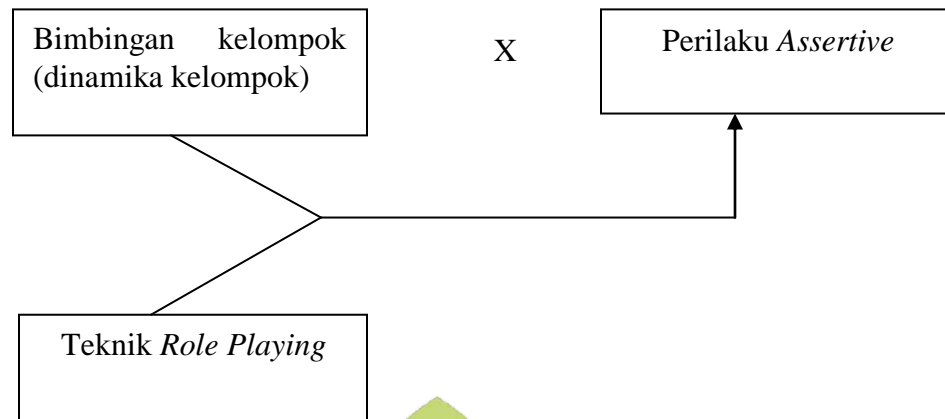 Bimbingan kelompok
(dinamika kelompok)
X
Perilaku Assertive
Teknik Role Playing